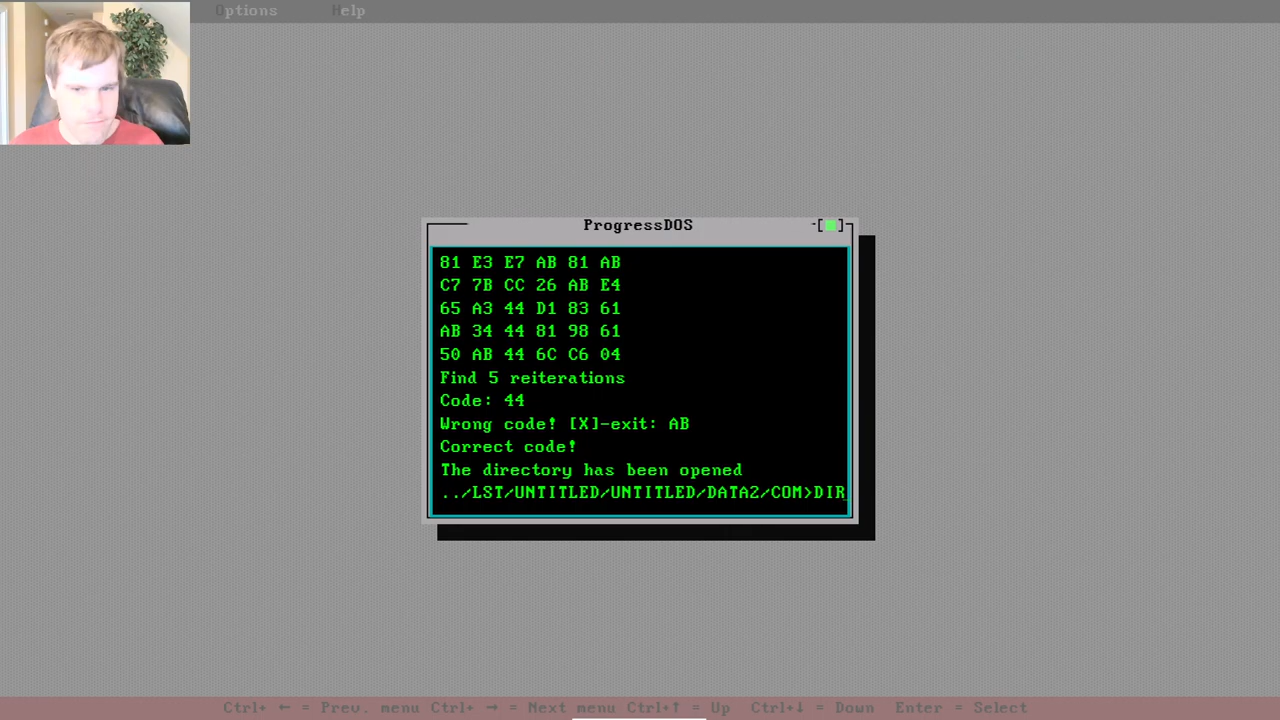 Options Help
ProgressDOS
[■]
81 E3 E7 AB 81 AB
C7 7B CC 26 AB E4
65 A3 44 D1 83 61
AB 34 44 81 98 61
50 AB 44 6C C6 04
Find 5 reiterations
Code: 44
Wrong code! [X]-exit: AB
Correct code!
The directory has been opened
../LST/UNTITLED/UNTITLED/DATA2/COM>DIR_
Ctrl+ ← = Prev. menu Ctrl+ → = Next menu Ctrl+↑ = Up Ctrl+↓ = Down Enter = Select